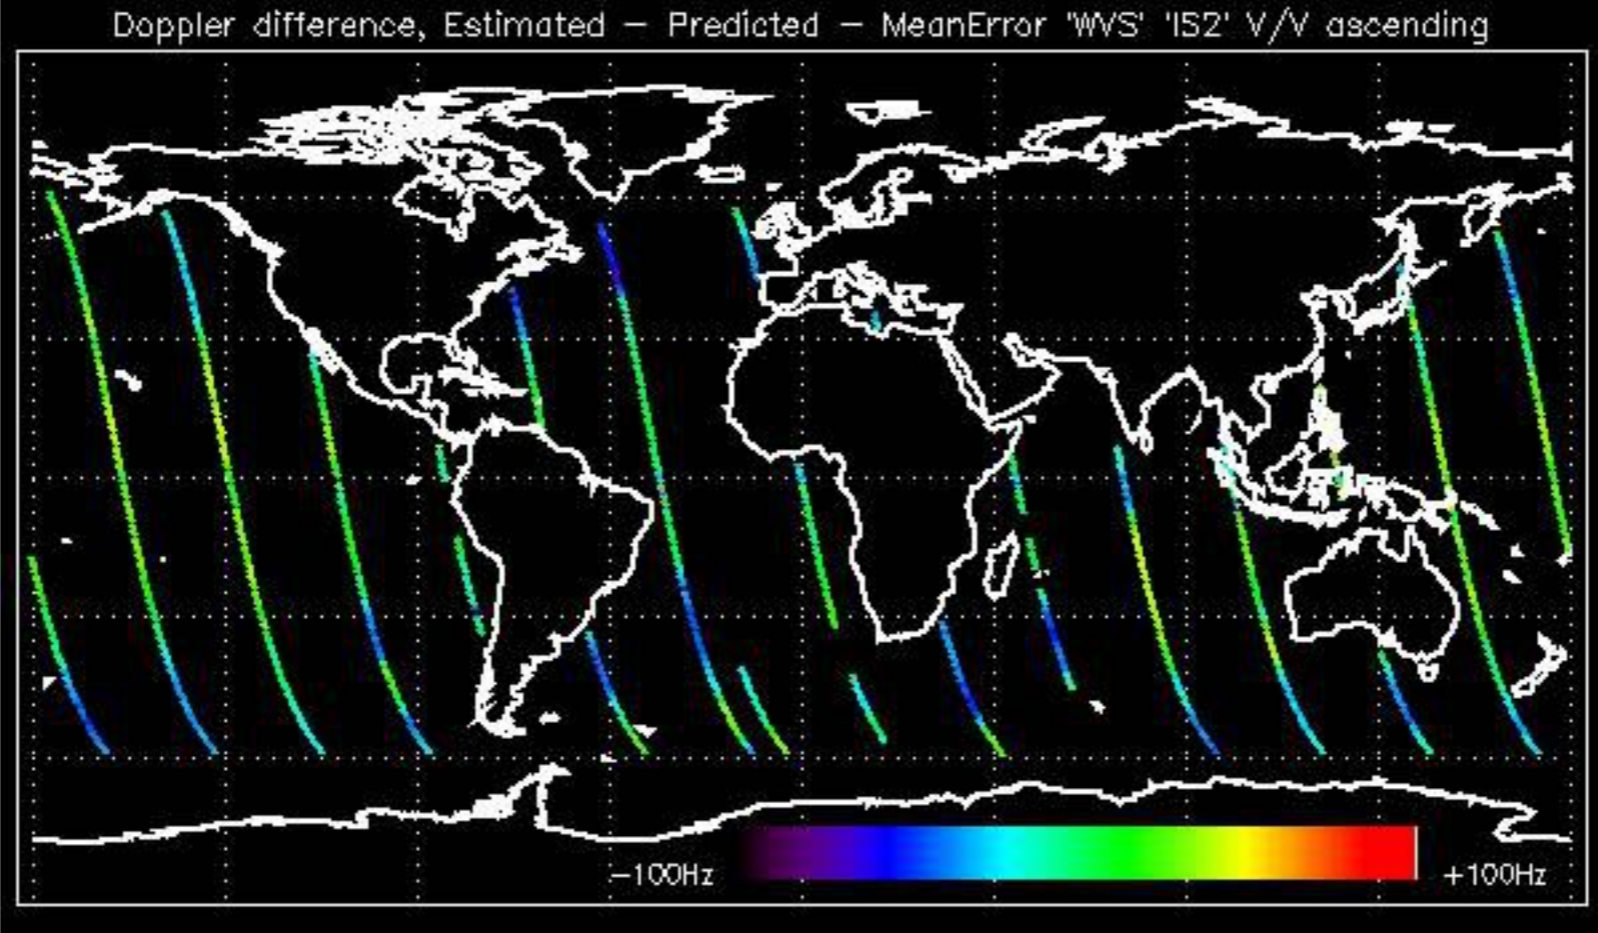 Doppler difference, Estimated — Predicted — MeanError 'WVS' 'IS2' V/V ascending
−100Hz +100Hz